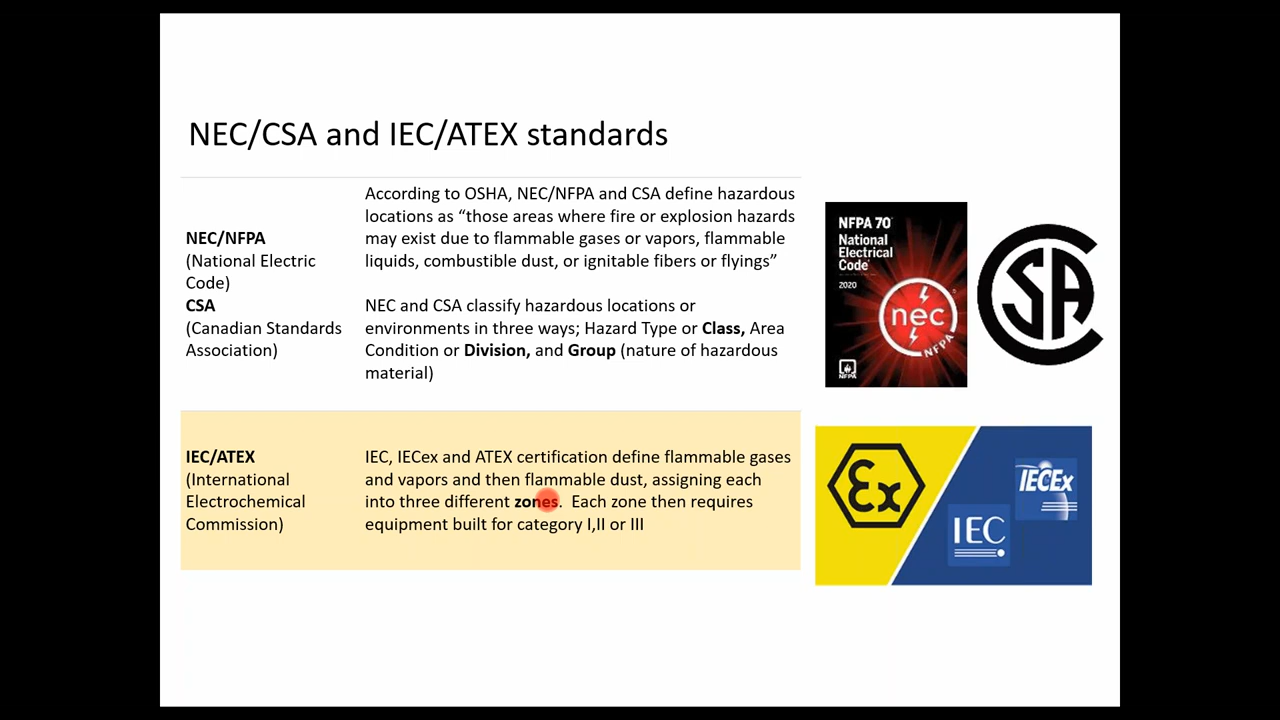 NEC/CSA and IEC/ATEX standards
NEC/NFPA
(National Electric
Code)
CSA
(Canadian Standards
Association)
According to OSHA, NEC/NFPA and CSA define hazardous
locations as “those areas where fire or explosion hazards
may exist due to flammable gases or vapors, flammable
liquids, combustible dust, or ignitable fibers or flyings”
NEC and CSA classify hazardous locations or
environments in three ways; Hazard Type or Class, Area
Condition or Division, and Group (nature of hazardous
material)
NFPA 70
National
Electrical
Code
2020
nec
NFPA
NFPA
CSA
IEC/ATEX
(International
Electrochemical
Commission)
IEC, IECex and ATEX certification define flammable gases
and vapors and then flammable dust, assigning each
into three different zones. Each zone then requires
equipment built for category I,II or III
Ex
IECEx
IEC